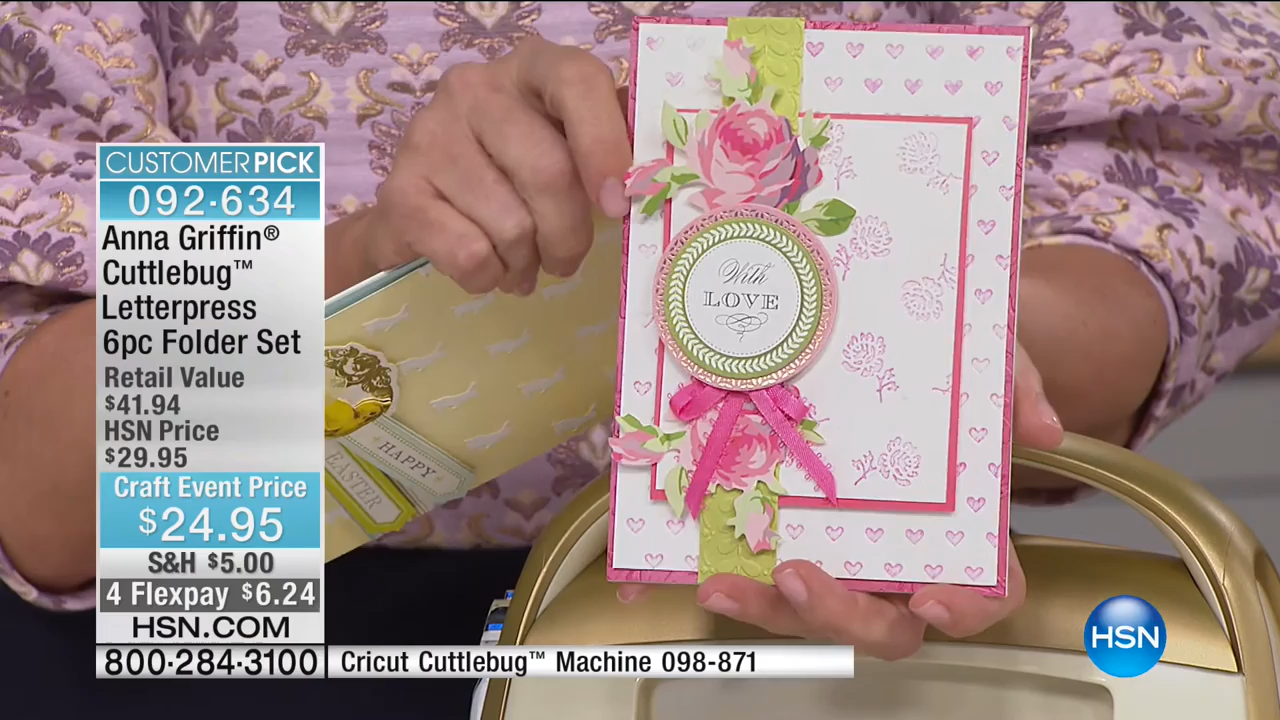 CUSTOMER PICK
092·634
Anna Griffin®
Cuttlebug™
Letterpress
6pc Folder Set
Retail Value
$41.94
HSN Price
$29.95
Craft Event Price
$24.95
S&H $5.00
4 Flexpay $6.24
HSN.COM
800·284·3100
Cricut Cuttlebug™ Machine 098-871
With
LOVE
HAPPY
EASTER
HSN